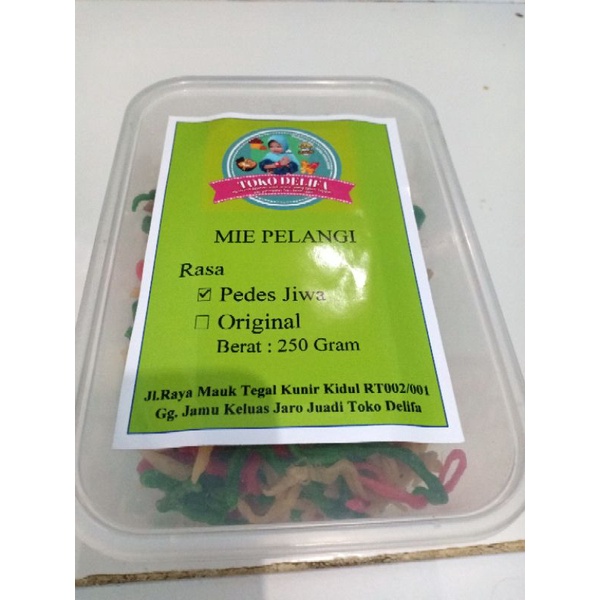 TOKO DELIFA
MIE PELANGI
Rasa
☑ Pedes Jiwa
☐ Original
Berat : 250 Gram
Jl.Raya Mauk Tegal Kunir Kidul RT002/001
Gg. Jamu Keluas Jaro Juadi Toko Delifa